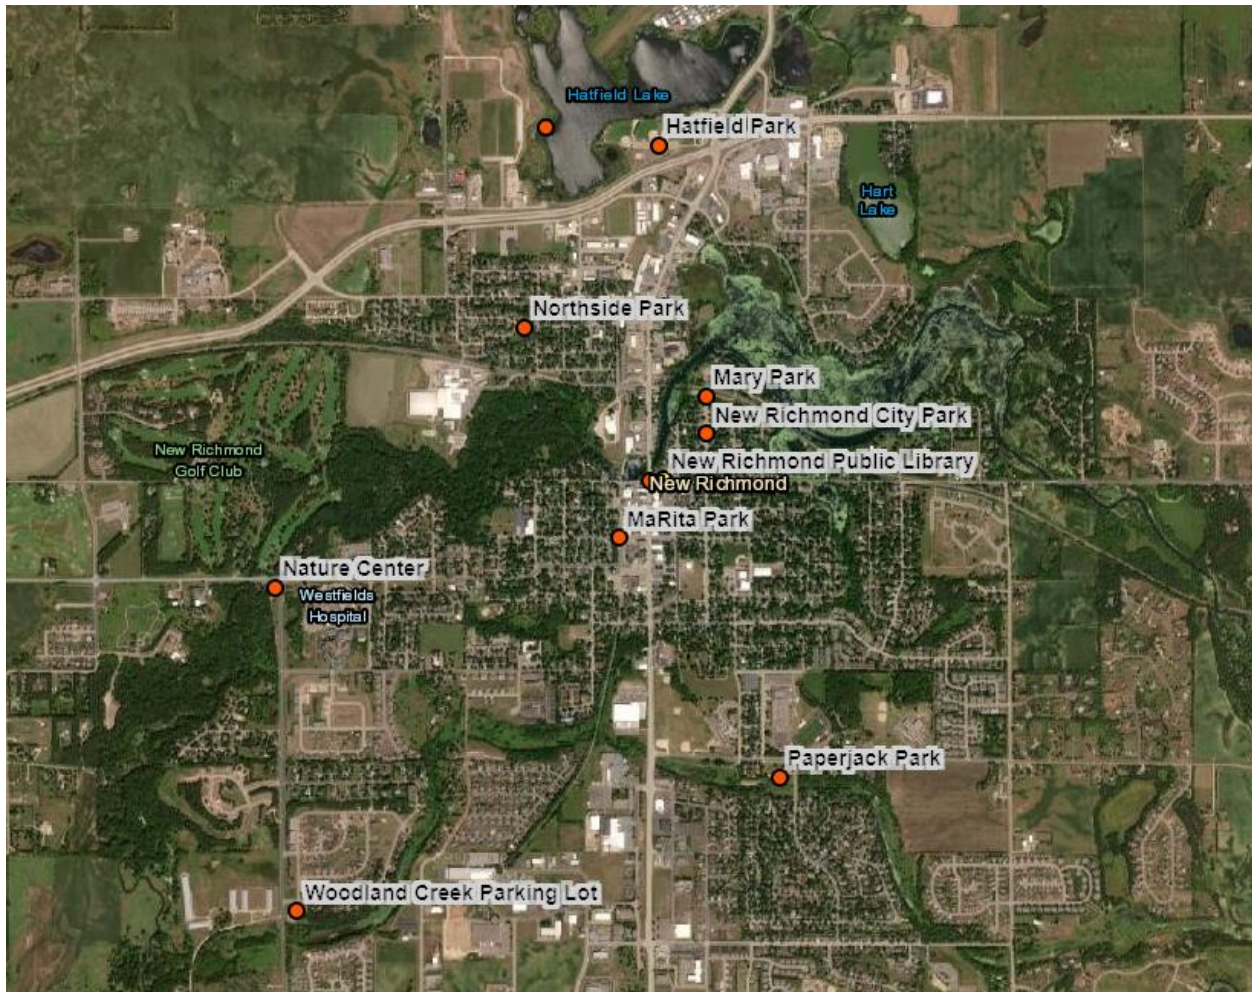 Hatfield Lake
Hatfield Park
Hart
Lake
Northside Park
Mary Park
New Richmond City Park
New Richmond
Golf Club
New Richmond Public Library
New Richmond
MaRita Park
Nature Center
Westfields
Hospital
Paperjack Park
Woodland Creek Parking Lot